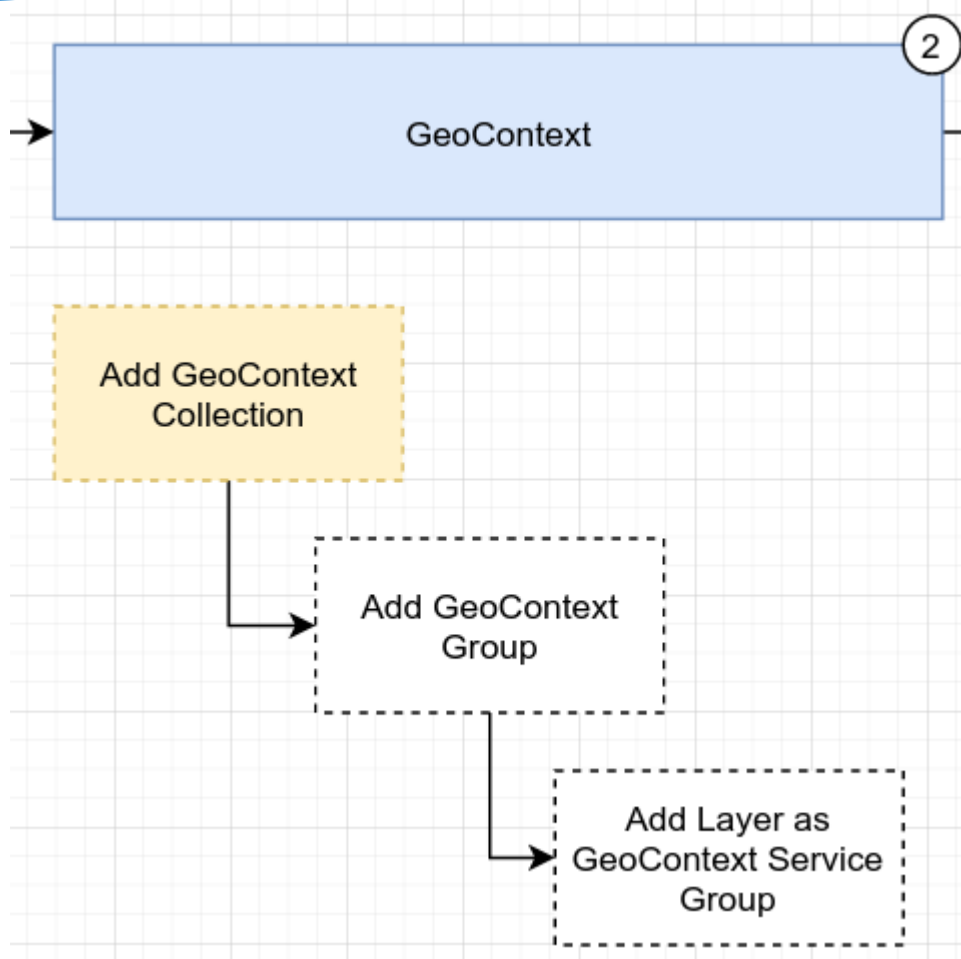 2
GeoContext
Add GeoContext
Collection
Add GeoContext
Group
Add Layer as
GeoContext Service
Group